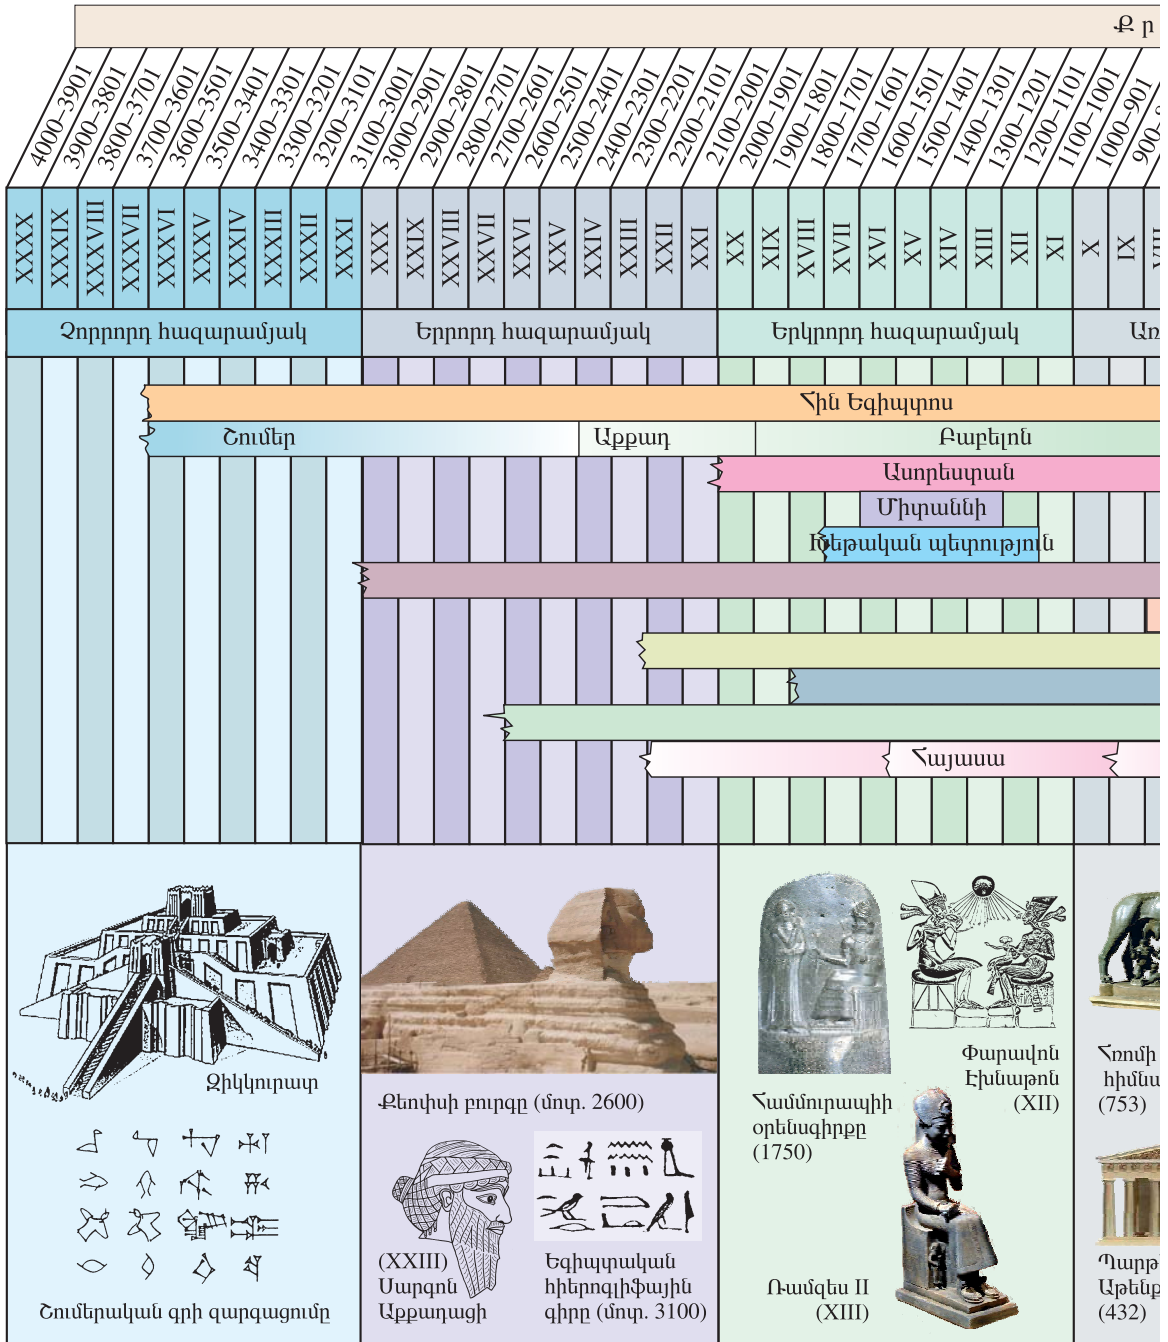 Ք ր
4000–3901
3900–3801
3800–3701
3700–3601
3600–3501
3500–3401
3400–3301
3300–3201
3200–3101
3100–3001
3000–2901
2900–2801
2800–2701
2700–2601
2600–2501
2500–2401
2400–2301
2300–2201
2200–2101
2100–2001
2000–1901
1900–1801
1800–1701
1700–1601
1600–1501
1500–1401
1400–1301
1300–1201
1200–1101
1100–1001
1000–901
900–
XXXX
XXXIX
XXXVIII
XXXVII
XXXVI
XXXV
XXXIV
XXXIII
XXXII
XXXI
XXX
XXIX
XXVIII
XXVII
XXVI
XXV
XXIV
XXIII
XXII
XXI
XX
XIX
XVIII
XVII
XVI
XV
XIV
XIII
XII
XI
X
IX
VIII
Չորրորդ հազարամյակ
Երրորդ հազարամյակ
Երկրորդ հազարամյակ
Առ
Հին Եգիպտոս
Շումեր
Աքքադ
Բաբելոն
Ասորեստան
Միտաննի
Խեթական պետություն
Հայասա
Զիկկուրատ
Շումերական գրի զարգացումը
Քեոփսի բուրգը (մոտ. 2600)
(XXIII)
Սարգոն
Աքքադացի
Եգիպտական
հիերոգլիֆային
գիրը (մոտ. 3100)
Համմուրապիի
օրենսգիրքը
(1750)
Փարավոն
Էխնաթոն
(XII)
Ռամզես II
(XIII)
Հռոմի
հիմնա
(753)
Պարթ
Աթենք
(432)